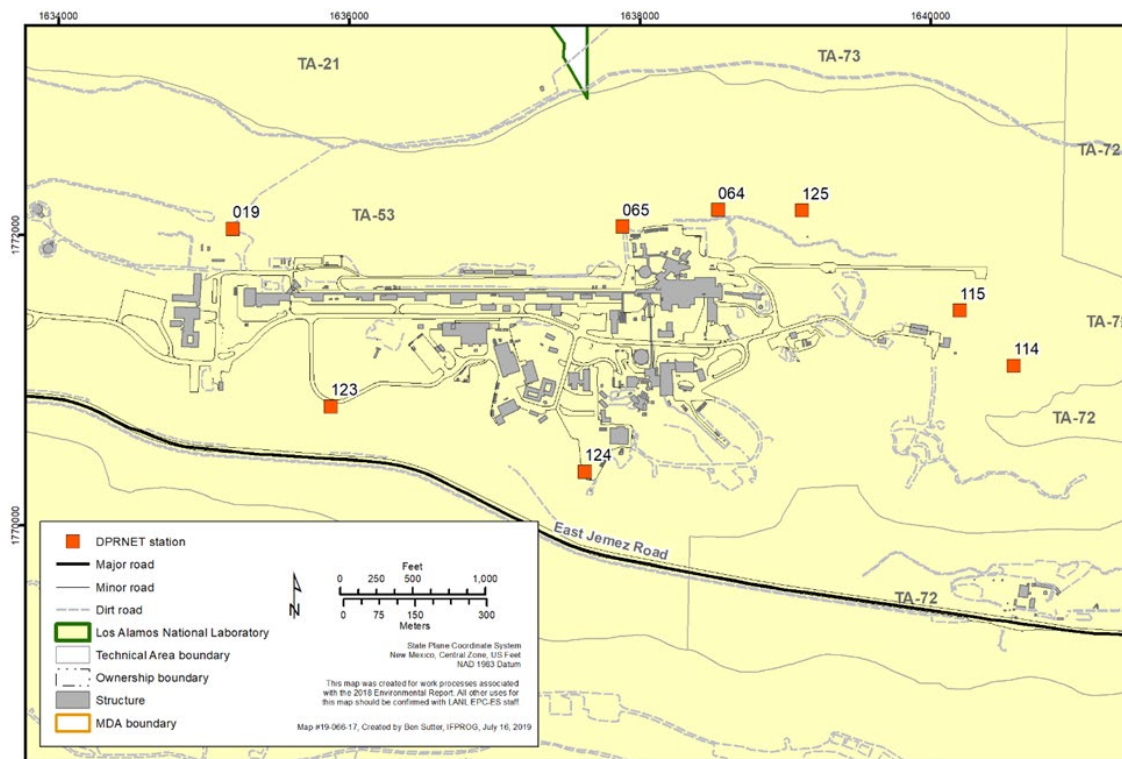 1634000
1636000
1638000
1640000
TA-21
TA-73
TA-72
019
TA-53
065
064
125
1772000
115
114
123
TA-72
124
1770000
East Jemez Road
TA-72
DPRNET station
Major road
Minor road
Dirt road
Los Alamos National Laboratory
Technical Area boundary
Ownership boundary
Structure
MDA boundary
N
Feet
0 250 500 1,000
0 75 150 300
Meters
State Plane Coordinate System
New Mexico, Central Zone, US Feet
NAD 1983 Datum
This map was created for work processes associated
with the 2018 Environmental Report. All other uses for
this map should be confirmed with LANL EPC-ES staff.
Map #19-066-17, Created by Ben Sutter, IFPROG, July 16, 2019